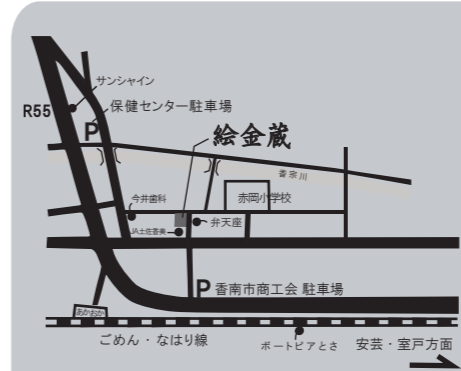 サンシャイン
R55
P 保健センター駐車場
絵金蔵
香宗川
今井歯科
赤岡小学校
弁天座
JA土佐香美
P 香南市商工会 駐車場
あかおか
ごめん・なはり線
ボートピアとさ
安芸・室戸方面